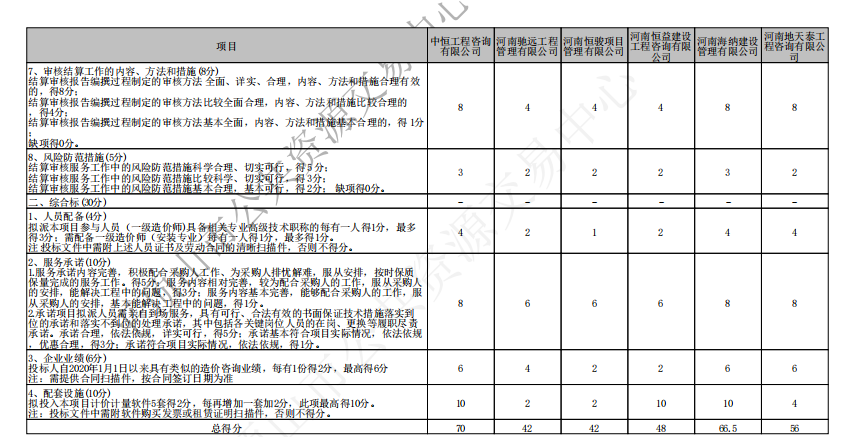 项目 中恒工程咨询有限公司 河南驰远工程管理有限公司 河南恒骏项目管理有限公司 河南恒益建设工程咨询有限公司 河南海纳建设管理有限公司 河南地天泰工程咨询有限公司
7、审核结算工作的内容、方法和措施(8分)
结算审核报告编撰过程制定的审核方法 全面、详实、合理，内容、方法和措施合理有效
的，得8分；
结算审核报告编撰过程制定的审核方法比较全面合理，内容、方法和措施比较合理的
，得4分；
结算审核报告编撰过程制定的审核方法基本全面，内容、方法和措施基本合理的，得 1分
；
缺项得0分。
8 4 4 4 8 8
8、风险防范措施(5分)
结算审核服务工作中的风险防范措施科学合理、切实可行，得 5 分；
结算审核服务工作中的风险防范措施比较科学、切实可行，得 3分；
结算审核服务工作中的风险防范措施基本合理，基本可行，得2分； 缺项得0分。
3 2 2 2 3 2
二、综合标(30分) - - - - - -
1、人员配备(4分)
拟派本项目参与人员（一级造价师)具备相关专业高级技术职称的每有一人得1分，最多
得3分；需配备一级造价师（安装专业）每有一人得1分，最多得1分。
注 投标文件中需附上述人员证书及劳动合同的清晰扫描件，否则不得分。
4 2 1 2 4 4
2、服务承诺(10分)
1.服务承诺内容完善，积极配合采购人工作、为采购人排忧解难，服从安排，按时保质
保量完成的服务工作。得5分；服务内容相对完善，较为配合采购人的工作，服从采购人
的安排，能解决工程中的问题，得3分；服务内容基本完善，能够配合采购人的工作，服
从采购人的安排，基本能解决工程中的问题，得1分。
2.承诺项目拟派人员需亲自到场服务，具有可行、合法有效的书面保证技术措施落实到
位的承诺和落实不到位的处理承诺，其中包括各关键岗位人员的在岗、更换等履职尽责
承诺。承诺合理，依法依规，详实可行，得5分；承诺基本符合项目实际情况，依法依规
，优惠合理，得3分；承诺符合项目实际情况，依法依规，得1分。
8 6 6 6 8 8
3、企业业绩(6分)
投标人自2020年1月1日以来具有类似的造价咨询业绩，每有1份得2分，最高得6分
注：需提供合同扫描件，按合同签订日期为准
6 4 2 2 6 6
4、配套设施(10分)
拟投入本项目计价计量软件5套得2分，每再增加一套加2分，此项最高得10分。
注：投标文件中需附软件购买发票或租赁证明扫描件，否则不得分。
10 2 2 10 10 4
总得分 70 42 42 48 66.5 56
公共资源交易中心
资源交易中心